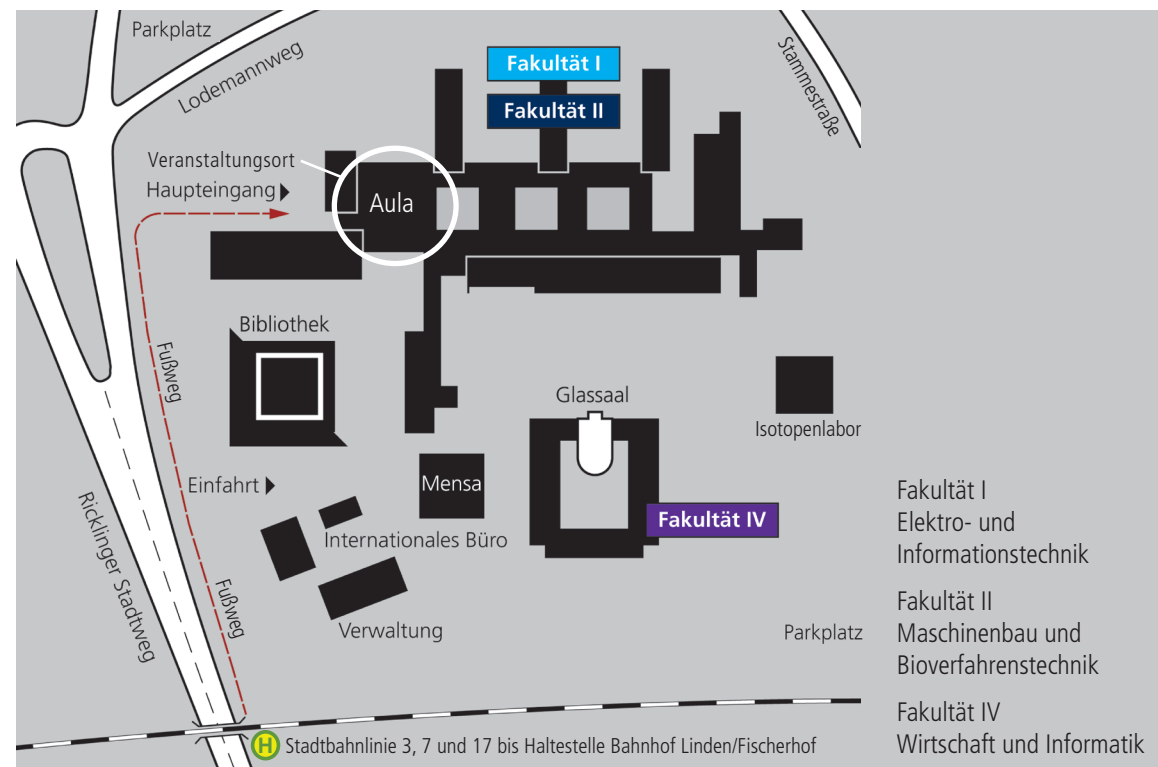 Parkplatz
Lodemannweg
Stammestraße
Fakultät I
Fakultät II
Veranstaltungsort
Haupteingang
Aula
Bibliothek
Fußweg
Glassaal
Isotopenlabor
Einfahrt
Mensa
Fakultät IV
Internationales Büro
Ricklinger Stadtweg
Fußweg
Verwaltung
Parkplatz
H Stadtbahnlinie 3, 7 und 17 bis Haltestelle Bahnhof Linden/Fischerhof
Fakultät I
Elektro- und
Informationstechnik
Fakultät II
Maschinenbau und
Bioverfahrenstechnik
Fakultät IV
Wirtschaft und Informatik